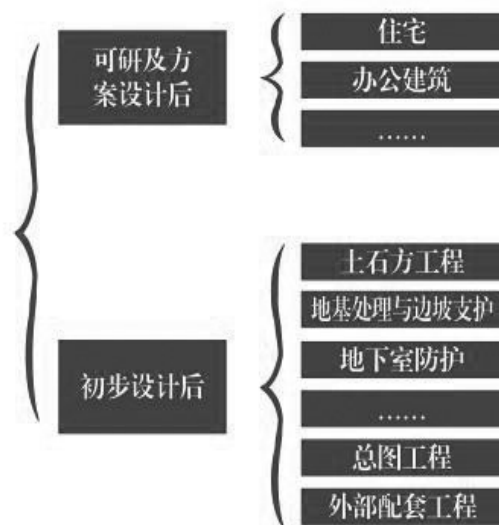 可研及方
案设计后
住宅
办公建筑
……
初步设计后
土石方工程
地基处理与边坡支护
地下室防护
……
总图工程
外部配套工程